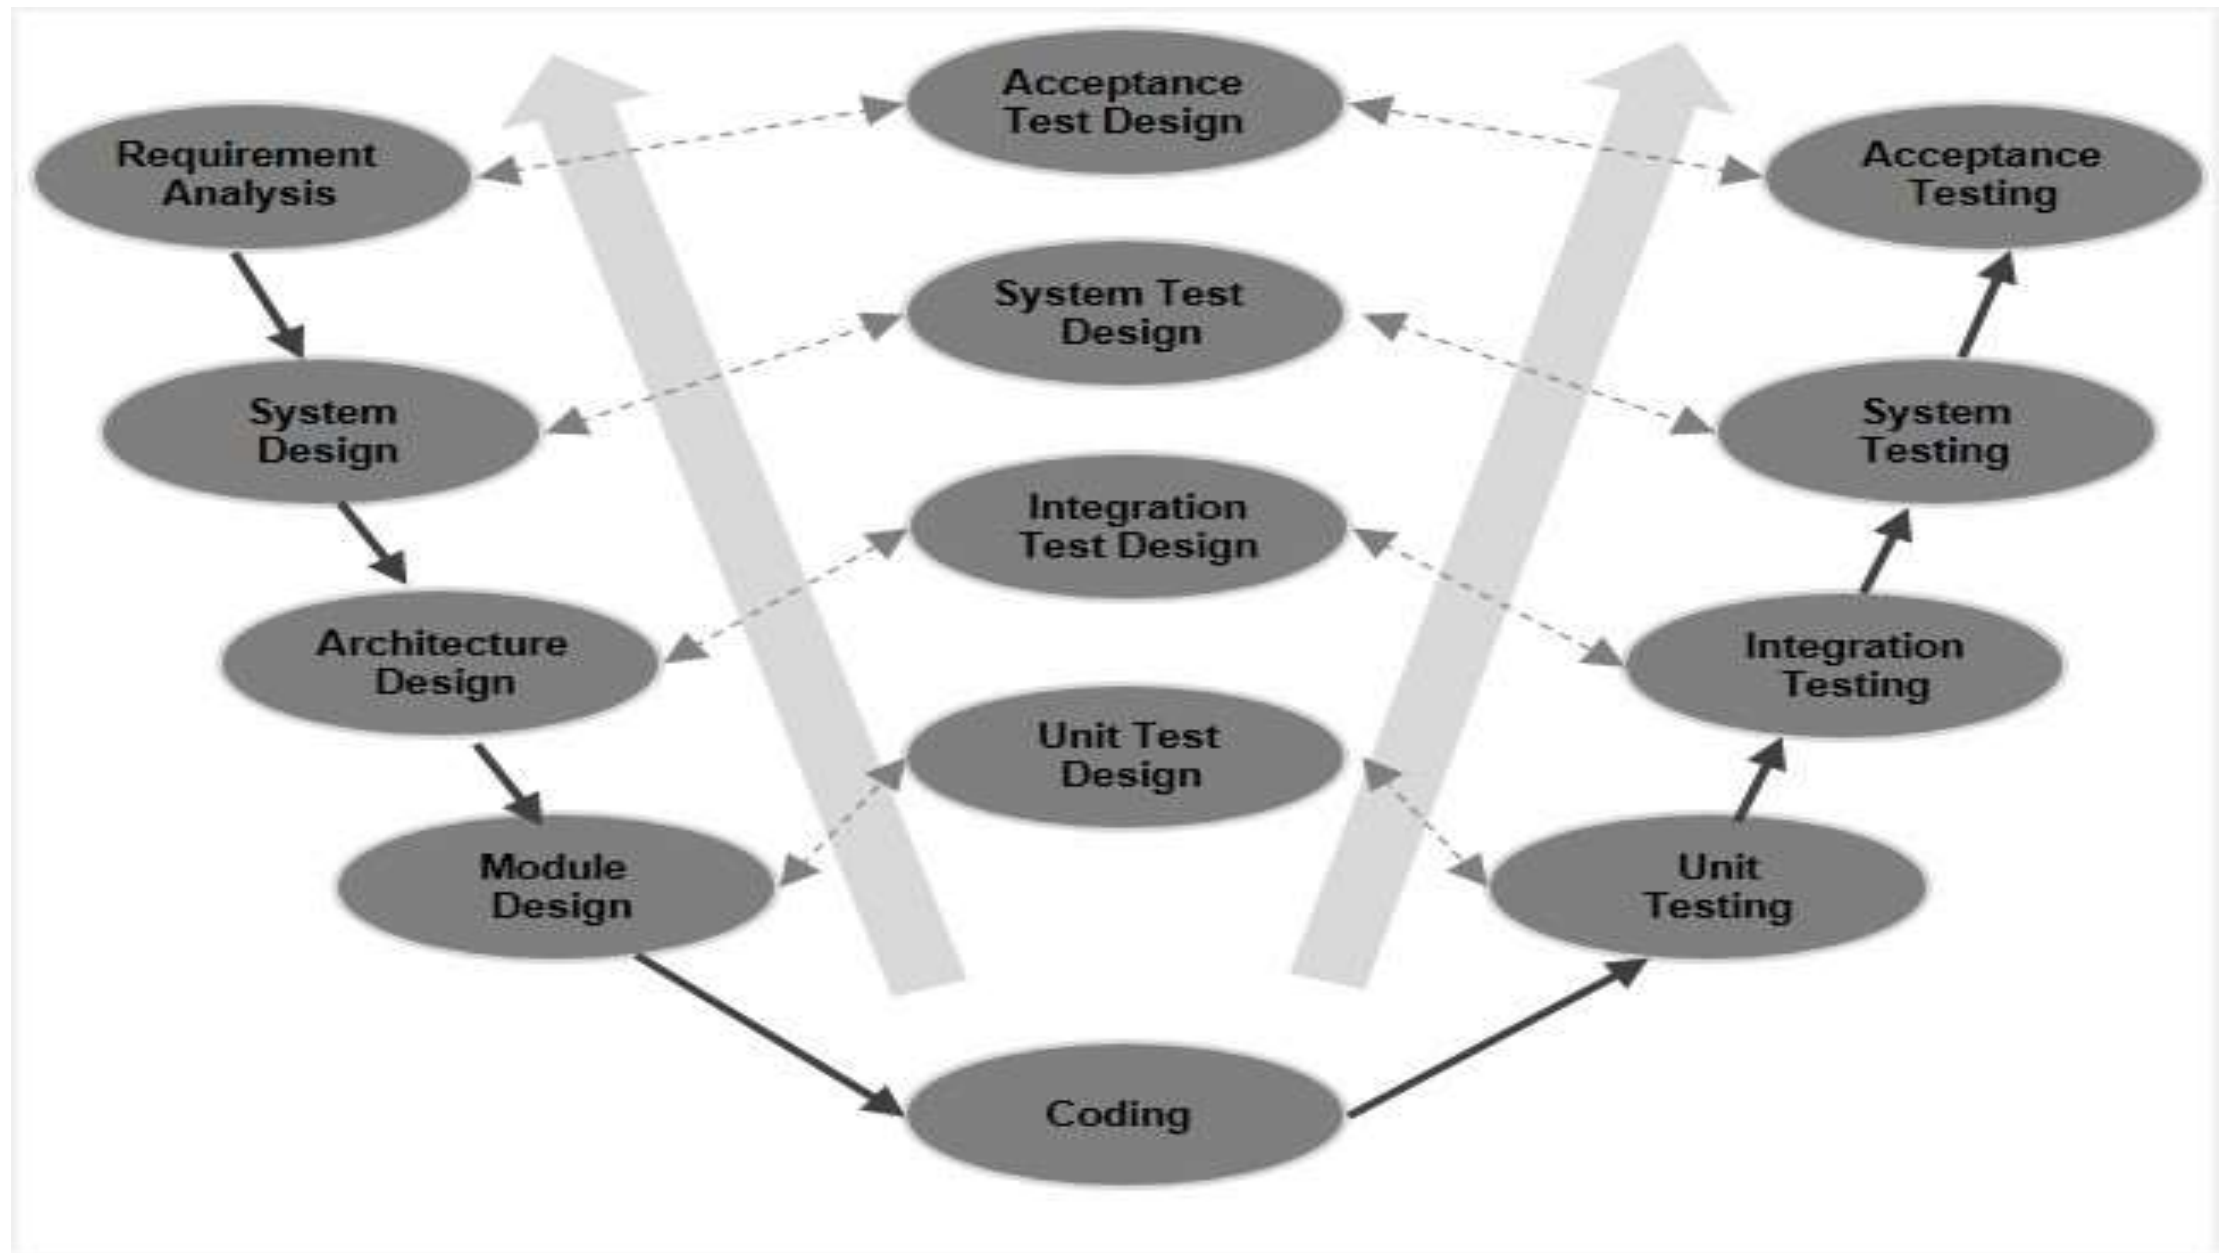 Acceptance
Test Design
Requirement
Analysis
Acceptance
Testing
System Test
Design
System
Design
System
Testing
Integration
Test Design
Architecture
Design
Integration
Testing
Unit Test
Design
Module
Design
Unit
Testing
Coding